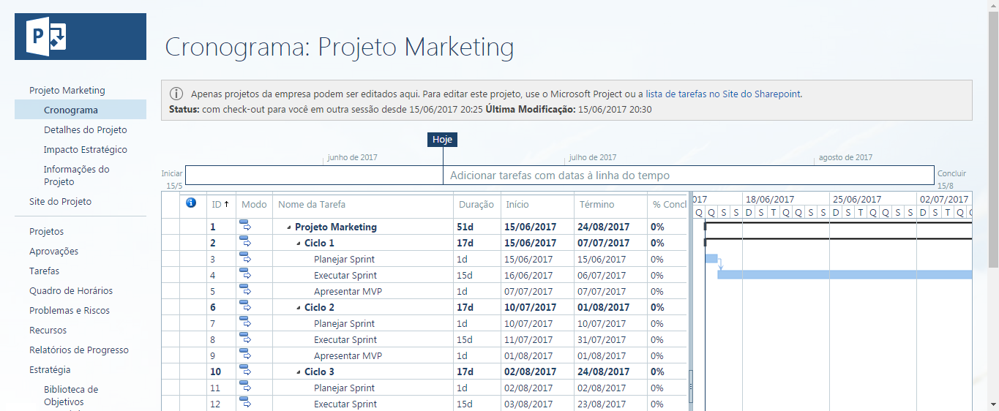 P
Cronograma: Projeto Marketing
Projeto Marketing
Cronograma
Detalhes do Projeto
Impacto Estratégico
Informações do
Projeto
Site do Projeto
Projetos
Aprovações
Tarefas
Quadro de Horários
Problemas e Riscos
Recursos
Relatórios de Progresso
Estratégia
Biblioteca de
Objetivos
Apenas projetos da empresa podem ser editados aqui. Para editar este projeto, use o Microsoft Project ou a lista de tarefas no Site do Sharepoint.
Status: com check-out para você em outra sessão desde 15/06/2017 20:25 Última Modificação: 15/06/2017 20:30
Hoje
junho de 2017 julho de 2017 agosto de 2017
Iniciar
15/5
Adicionar tarefas com datas à linha do tempo
Concluir
15/8
ID Modo Nome da Tarefa Duração Início Término % Concl
017 18/06/2017 25/06/2017 02/07/2017
Q Q S S D S T Q Q S S D S T Q Q S S D S T Q
1 Projeto Marketing 51d 15/06/2017 24/08/2017 0%
2 Ciclo 1 17d 15/06/2017 07/07/2017 0%
3 Planejar Sprint 1d 15/06/2017 15/06/2017 0%
4 Executar Sprint 15d 16/06/2017 06/07/2017 0%
5 Apresentar MVP 1d 07/07/2017 07/07/2017 0%
6 Ciclo 2 17d 10/07/2017 01/08/2017 0%
7 Planejar Sprint 1d 10/07/2017 10/07/2017 0%
8 Executar Sprint 15d 11/07/2017 31/07/2017 0%
9 Apresentar MVP 1d 01/08/2017 01/08/2017 0%
10 Ciclo 3 17d 02/08/2017 24/08/2017 0%
11 Planejar Sprint 1d 02/08/2017 02/08/2017 0%
12 Executar Sprint 15d 03/08/2017 23/08/2017 0%